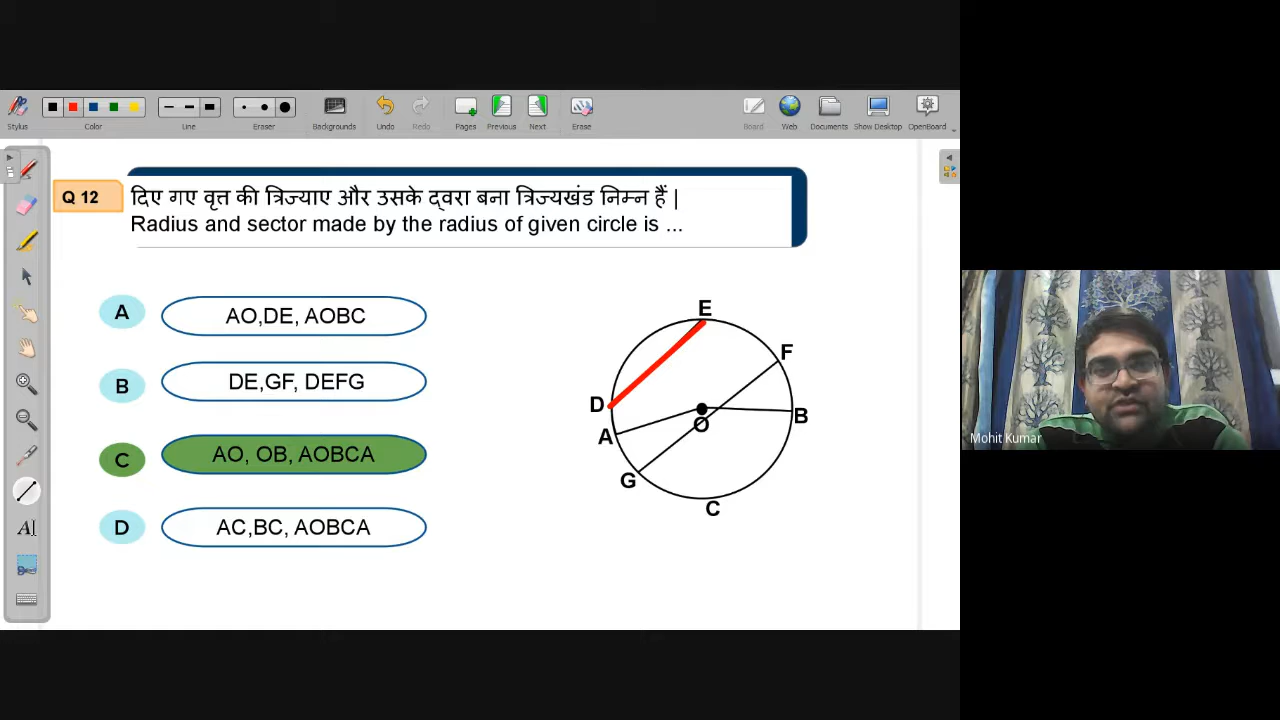 Stylus
Color
Line
Eraser
Backgrounds
Undo
Redo
Pages
Previous
Next
Erase
Board
Web
Documents
Show Desktop
OpenBoard
Q 12
दिए गए वृत्त की त्रिज्याए और उसके द्वरा बना त्रिज्यखंड निम्न हैं |
Radius and sector made by the radius of given circle is ...
A
AO,DE, AOBC
B
DE,GF, DEFG
C
AO, OB, AOBCA
D
AC,BC, AOBCA
E
F
D
A
O
B
G
C
AI
Mohit Kumar